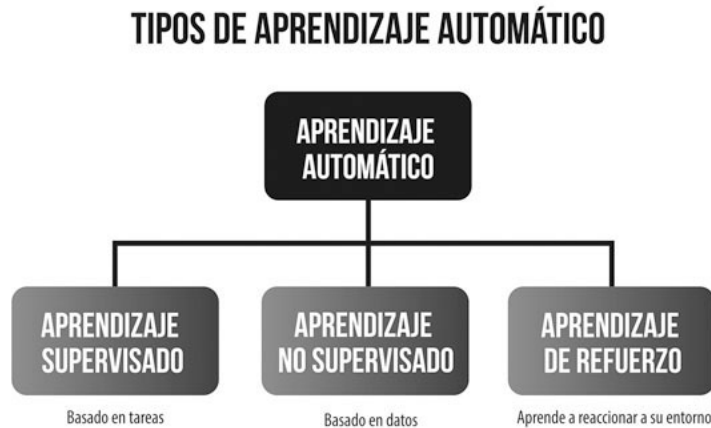 TIPOS DE APRENDIZAJE AUTOMÁTICO
APRENDIZAJE
AUTOMÁTICO
APRENDIZAJE
SUPERVISADO
APRENDIZAJE
NO SUPERVISADO
APRENDIZAJE
DE REFUERZO
Basado en tareas
Basado en datos
Aprende a reaccionar a su entorno